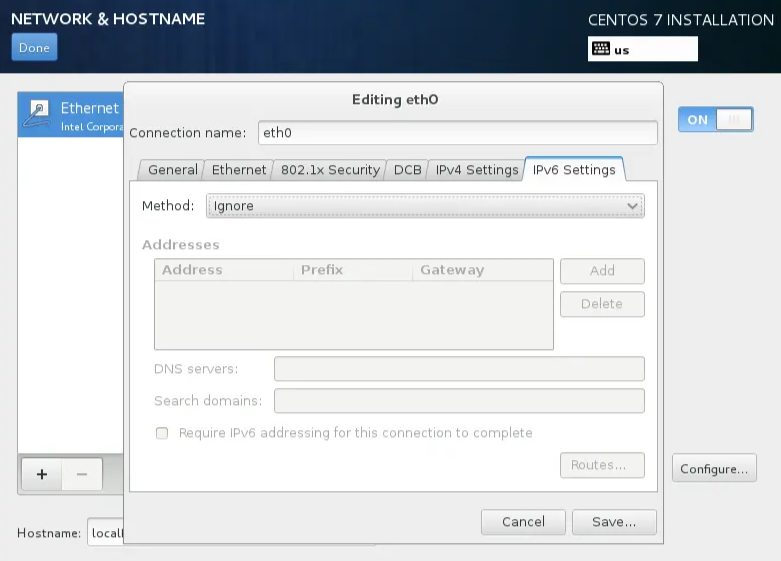 NETWORK & HOSTNAME
CENTOS 7 INSTALLATION
Done
us
Ethernet
Intel Corpora
ON
Editing eth0
Connection name: eth0
General Ethernet 802.1x Security DCB IPv4 Settings IPv6 Settings
Method: Ignore
Addresses
Address Prefix Gateway
Add
Delete
DNS servers:
Search domains:
Require IPv6 addressing for this connection to complete
Routes...
+ − Configure...
Cancel Save...
Hostname: local